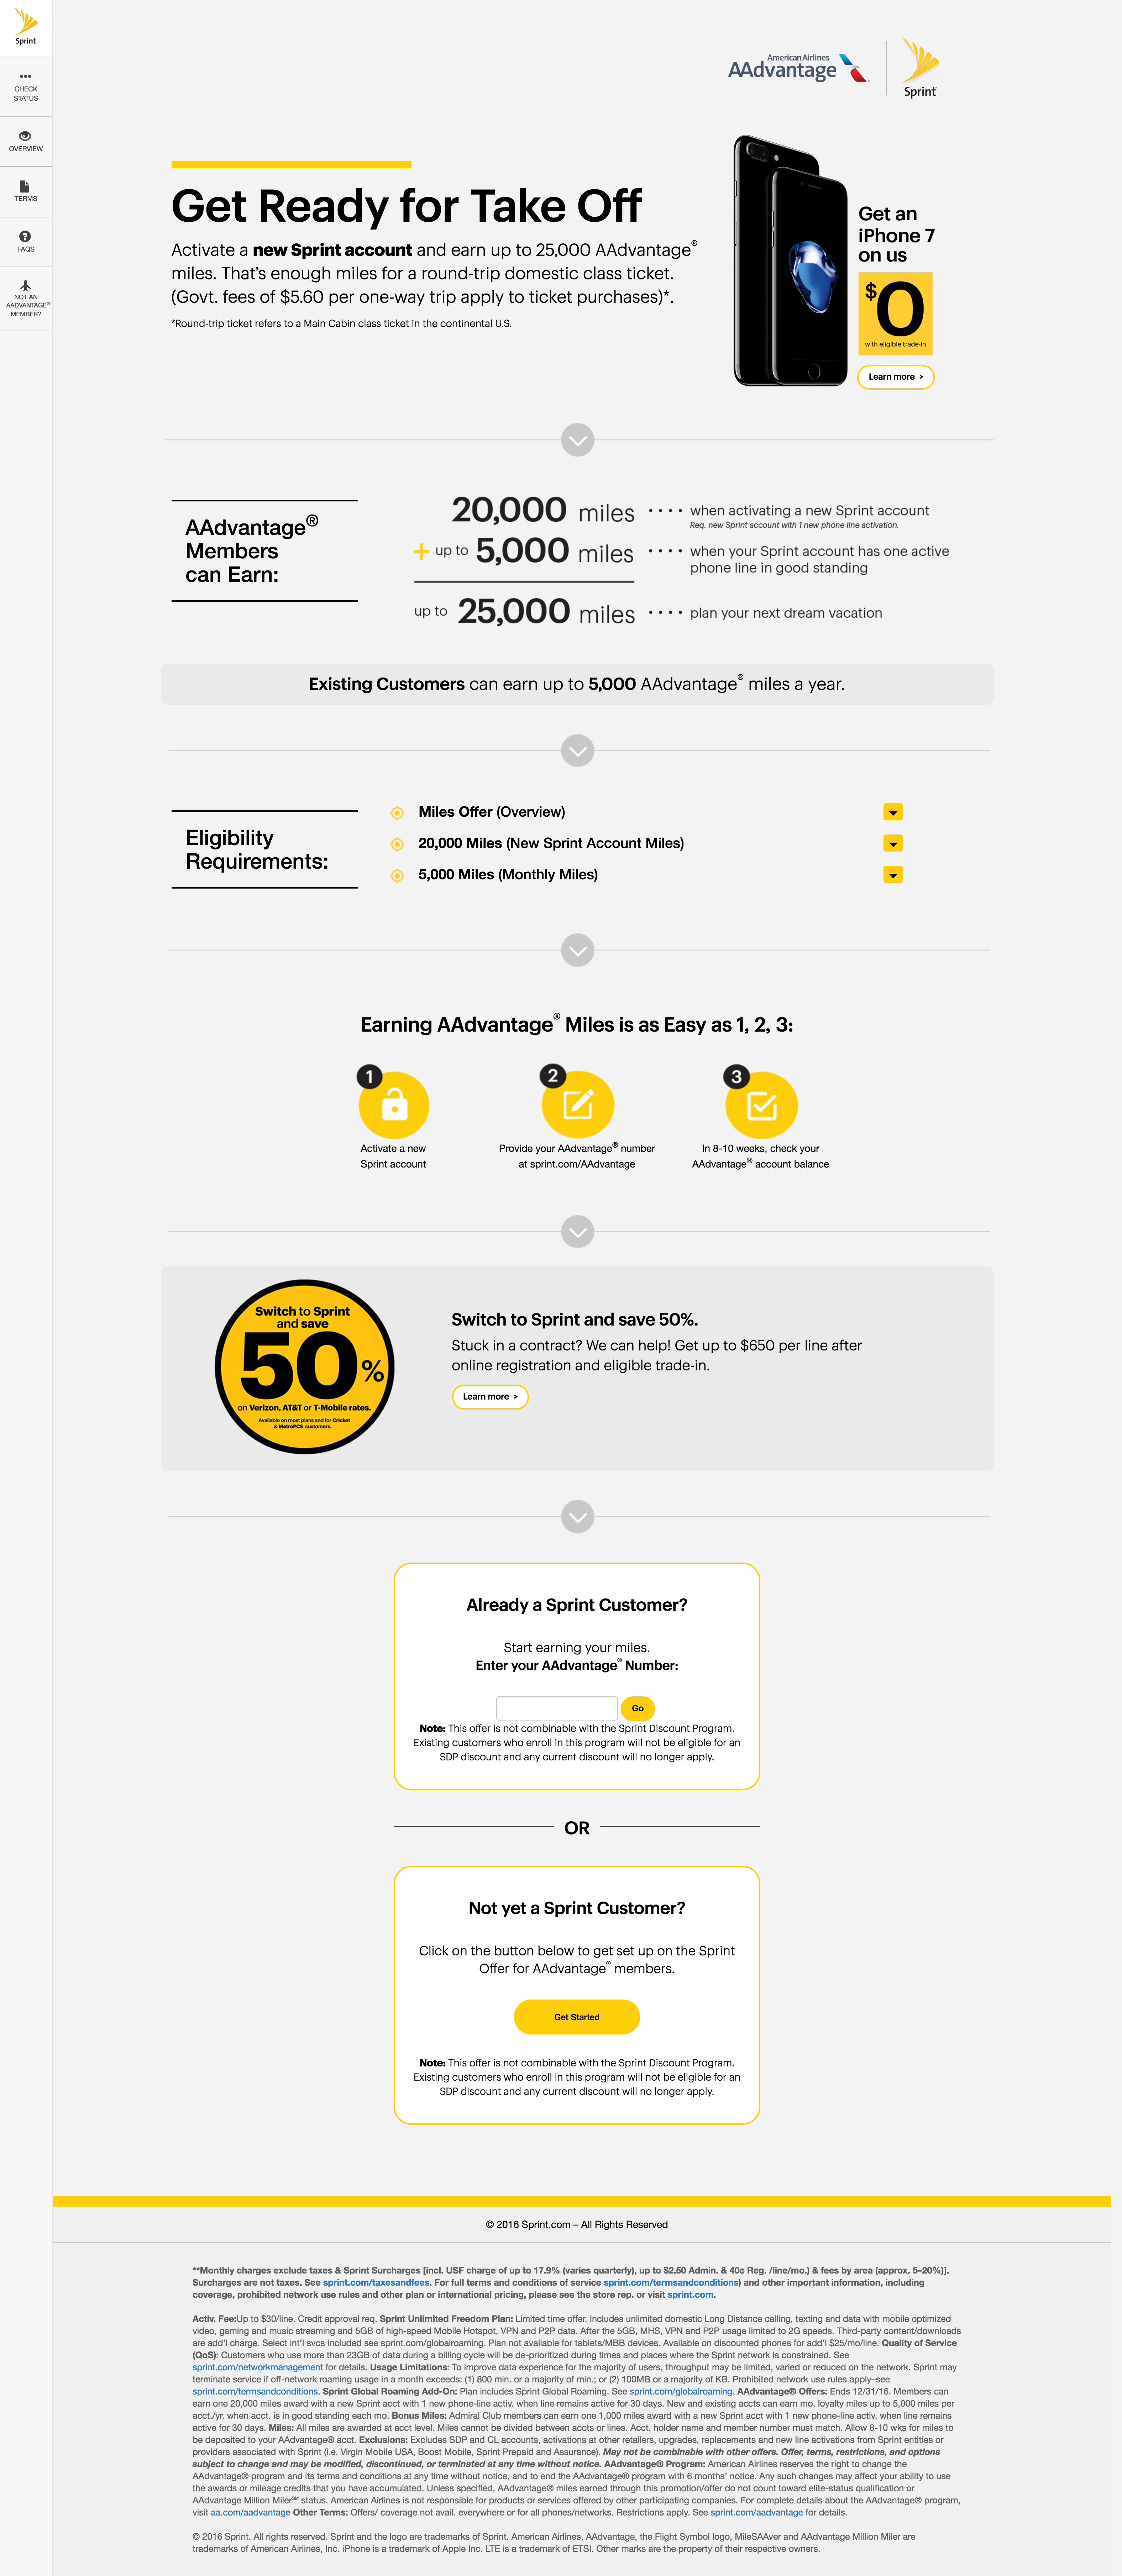 Sprint
CHECK
STATUS
OVERVIEW
TERMS
FAQS
NOT AN
AADVANTAGE®
MEMBER?
American Airlines
AAdvantage
Sprint
Get Ready for Take Off
Activate a new Sprint account and earn up to 25,000 AAdvantage®
miles. That's enough miles for a round-trip domestic class ticket.
(Govt. fees of $5.60 per one-way trip apply to ticket purchases)*.
*Round-trip ticket refers to a Main Cabin class ticket in the continental U.S.
Get an
iPhone 7
on us
$0
with eligible trade-in
Learn more >
AAdvantage®
Members
can Earn:
20,000 miles .... when activating a new Sprint account
Req. new Sprint account with 1 new phone line activation.
+ up to 5,000 miles .... when your Sprint account has one active
phone line in good standing
up to 25,000 miles .... plan your next dream vacation
Existing Customers can earn up to 5,000 AAdvantage® miles a year.
Eligibility
Requirements:
Miles Offer (Overview)
20,000 Miles (New Sprint Account Miles)
5,000 Miles (Monthly Miles)
Earning AAdvantage® Miles is as Easy as 1, 2, 3:
1
Activate a new
Sprint account
2
Provide your AAdvantage® number
at sprint.com/AAdvantage
3
In 8-10 weeks, check your
AAdvantage® account balance
Switch to Sprint
and save
50%
on Verizon, AT&T or T-Mobile rates.
Available on most plans and for Cricket
& MetroPCS customers.
Switch to Sprint and save 50%.
Stuck in a contract? We can help! Get up to $650 per line after
online registration and eligible trade-in.
Learn more >
Already a Sprint Customer?
Start earning your miles.
Enter your AAdvantage® Number:
Go
Note: This offer is not combinable with the Sprint Discount Program.
Existing customers who enroll in this program will not be eligible for an
SDP discount and any current discount will no longer apply.
OR
Not yet a Sprint Customer?
Click on the button below to get set up on the Sprint
Offer for AAdvantage® members.
Get Started
Note: This offer is not combinable with the Sprint Discount Program.
Existing customers who enroll in this program will not be eligible for an
SDP discount and any current discount will no longer apply.
© 2016 Sprint.com – All Rights Reserved
**Monthly charges exclude taxes & Sprint Surcharges [incl. USF charge of up to 17.9% (varies quarterly), up to $2.50 Admin. & 40¢ Reg. /line/mo.) & fees by area (approx. 5–20%)].
Surcharges are not taxes. See sprint.com/taxesandfees. For full terms and conditions of service sprint.com/termsandconditions) and other important information, including
coverage, prohibited network use rules and other plan or international pricing, please see the store rep. or visit sprint.com.
Activ. Fee:Up to $30/line. Credit approval req. Sprint Unlimited Freedom Plan: Limited time offer. Includes unlimited domestic Long Distance calling, texting and data with mobile optimized
video, gaming and music streaming and 5GB of high-speed Mobile Hotspot, VPN and P2P data. After the 5GB, MHS, VPN and P2P usage limited to 2G speeds. Third-party content/downloads
are add'l charge. Select int'l svcs included see sprint.com/globalroaming. Plan not available for tablets/MBB devices. Available on discounted phones for add'l $25/mo/line. Quality of Service
(QoS): Customers who use more than 23GB of data during a billing cycle will be de-prioritized during times and places where the Sprint network is constrained. See
sprint.com/networkmanagement for details. Usage Limitations: To improve data experience for the majority of users, throughput may be limited, varied or reduced on the network. Sprint may
terminate service if off-network roaming usage in a month exceeds: (1) 800 min. or a majority of min.; or (2) 100MB or a majority of KB. Prohibited network use rules apply–see
sprint.com/termsandconditions. Sprint Global Roaming Add-On: Plan includes Sprint Global Roaming. See sprint.com/globalroaming. AAdvantage® Offers: Ends 12/31/16. Members can
earn one 20,000 miles award with a new Sprint acct with 1 new phone-line activ. when line remains active for 30 days. New and existing accts can earn mo. loyalty miles up to 5,000 miles per
acct./yr. when acct. is in good standing each mo. Bonus Miles: Admiral Club members can earn one 1,000 miles award with a new Sprint acct with 1 new phone-line activ. when line remains
active for 30 days. Miles: All miles are awarded at acct level. Miles cannot be divided between accts or lines. Acct. holder name and member number must match. Allow 8-10 wks for miles to
be deposited to your AAdvantage® acct. Exclusions: Excludes SDP and CL accounts, activations at other retailers, upgrades, replacements and new line activations from Sprint entities or
providers associated with Sprint (i.e. Virgin Mobile USA, Boost Mobile, Sprint Prepaid and Assurance). May not be combinable with other offers. Offer, terms, restrictions, and options
subject to change and may be modified, discontinued, or terminated at any time without notice. AAdvantage® Program: American Airlines reserves the right to change the
AAdvantage® program and its terms and conditions at any time without notice, and to end the AAdvantage® program with 6 months' notice. Any such changes may affect your ability to use
the awards or mileage credits that you have accumulated. Unless specified, AAdvantage® miles earned through this promotion/offer do not count toward elite-status qualification or
AAdvantage Million Miler℠ status. American Airlines is not responsible for products or services offered by other participating companies. For complete details about the AAdvantage® program,
visit aa.com/aadvantage Other Terms: Offers/ coverage not avail. everywhere or for all phones/networks. Restrictions apply. See sprint.com/aadvantage for details.
© 2016 Sprint. All rights reserved. Sprint and the logo are trademarks of Sprint. American Airlines, AAdvantage, the Flight Symbol logo, MileSAAver and AAdvantage Million Miler are
trademarks of American Airlines, Inc. iPhone is a trademark of Apple Inc. LTE is a trademark of ETSI. Other marks are the property of their respective owners.